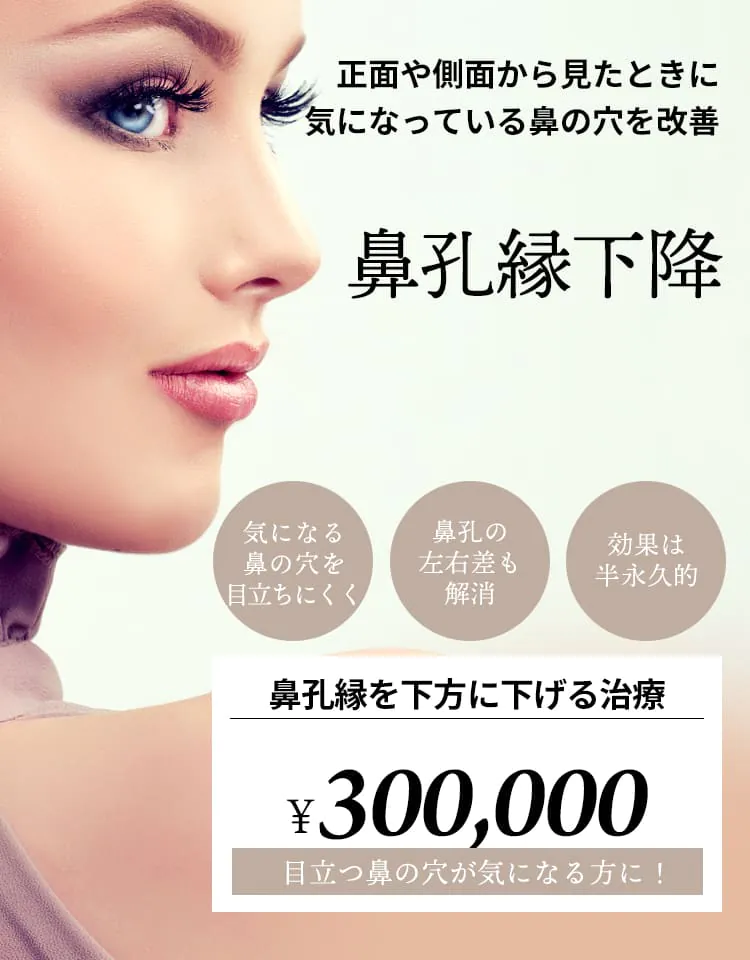 正面や側面から見たときに
気になっている鼻の穴を改善
鼻孔縁下降
気になる
鼻の穴を
目立ちにくく
鼻孔の
左右差も
解消
効果は
半永久的
鼻孔縁を下方に下げる治療
¥300,000
目立つ鼻の穴が気になる方に！